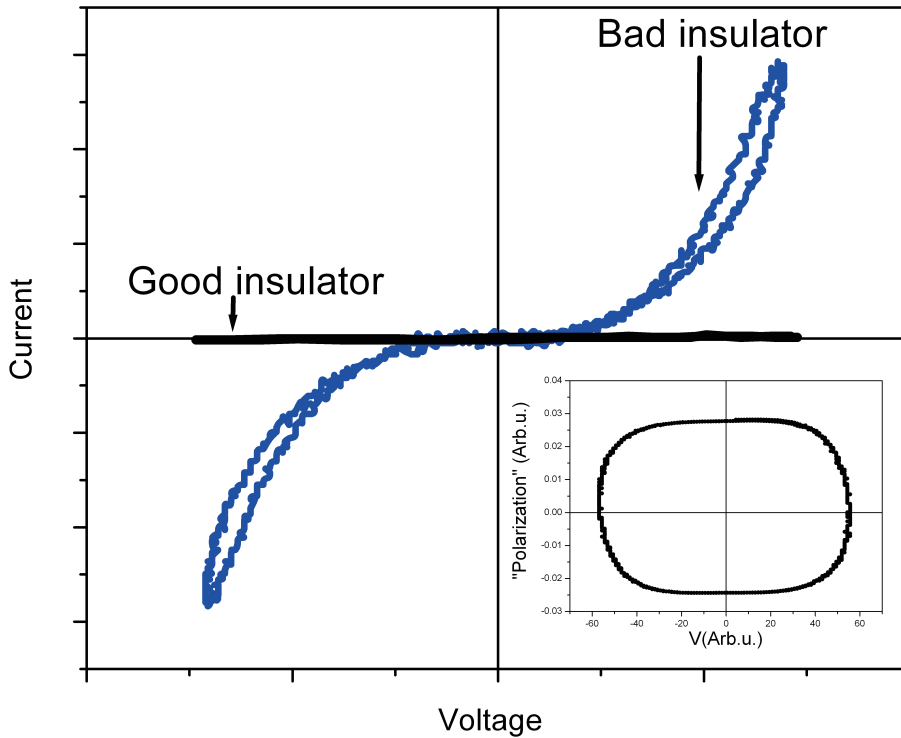 Bad insulator
Good insulator
Current
Voltage
"Polarization" (Arb.u.)
0.04
0.03
0.02
0.01
0.00
-0.01
-0.02
-0.03
-60
-40
-20
0
20
40
60
V(Arb.u.)